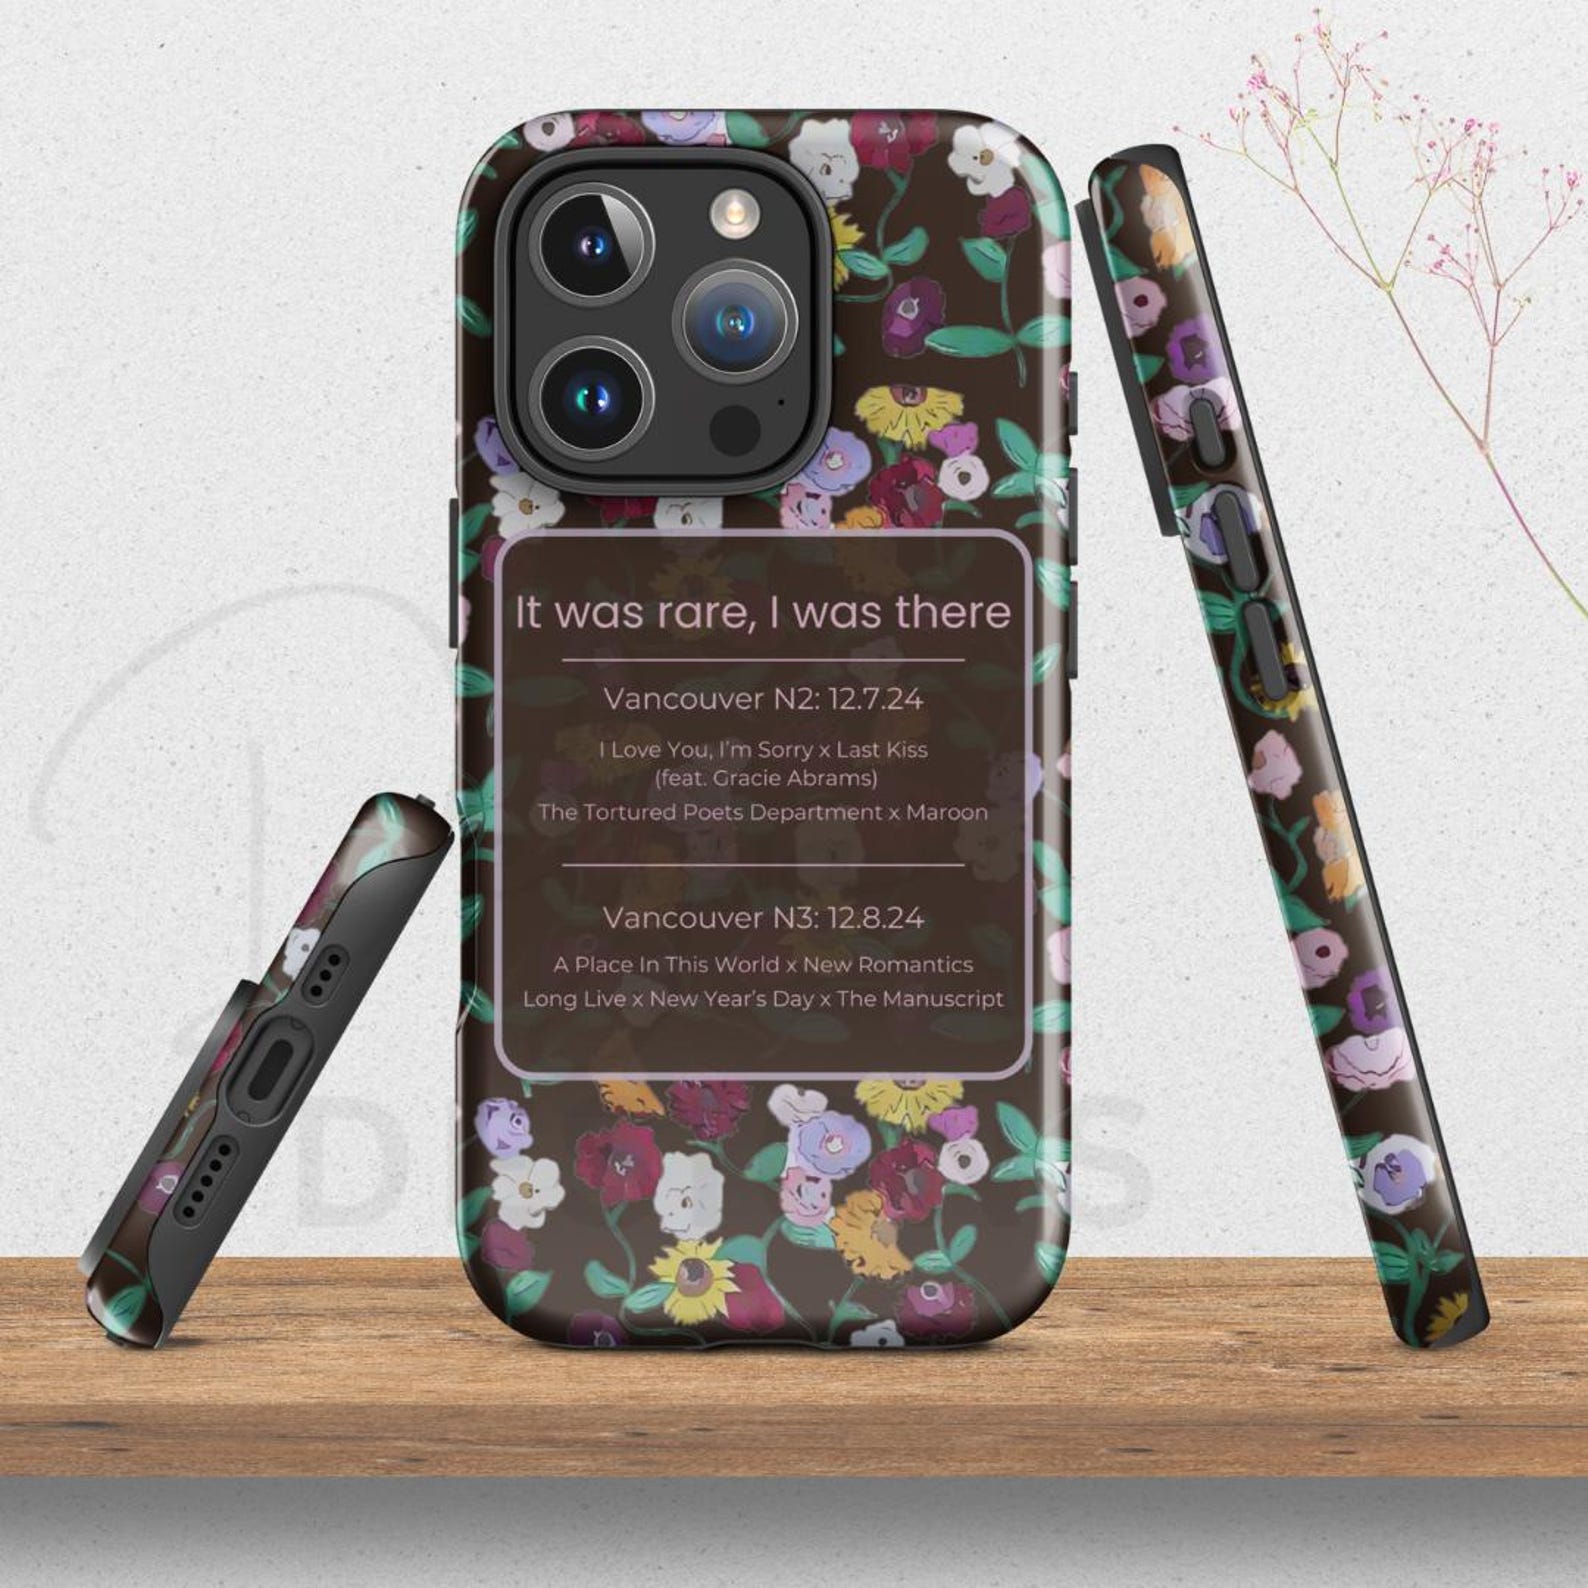 It was rare, I was there
Vancouver N2: 12.7.24
I Love You, I'm Sorry x Last Kiss
(feat. Gracie Abrams)
The Tortured Poets Department x Maroon
Vancouver N3: 12.8.24
A Place In This World x New Romantics
Long Live x New Year's Day x The Manuscript